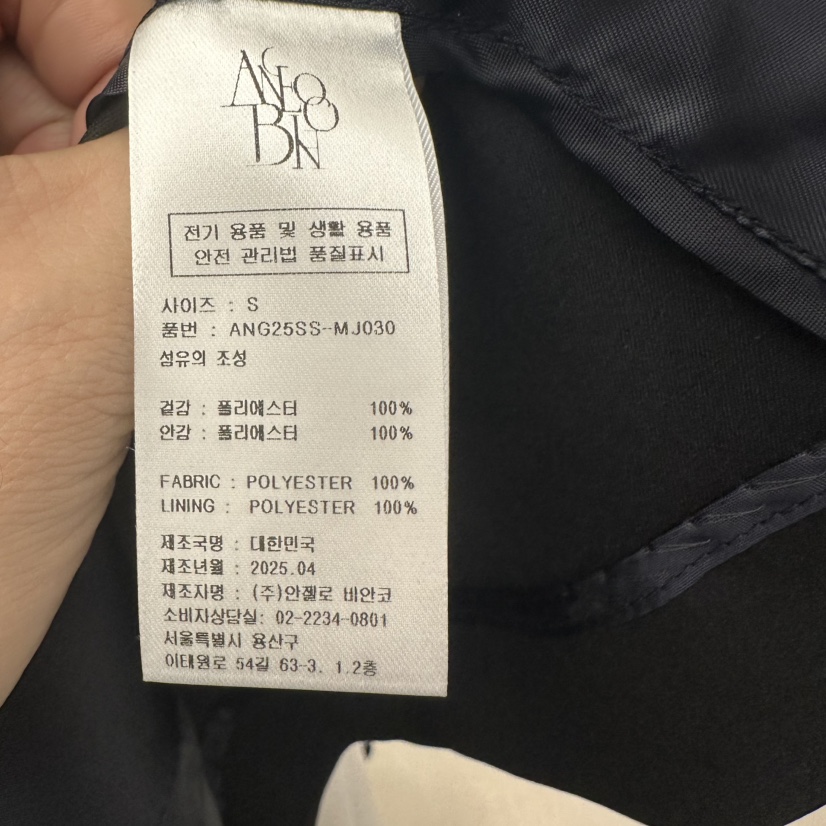 ANGLO
BIN
전기 용품 및 생활 용품
안전 관리법 품질표시
사이즈 : S
품번 : ANG25SS-MJ030
섬유의 조성
겉감 : 폴리에스터 100%
안감 : 폴리에스터 100%
FABRIC : POLYESTER 100%
LINING : POLYESTER 100%
제조국명 : 대한민국
제조년월 : 2025.04
제조자명 : (주)안젤로 비안코
소비자상담실: 02-2234-0801
서울특별시 용산구
이태원로 54길 63-3, 1.2층